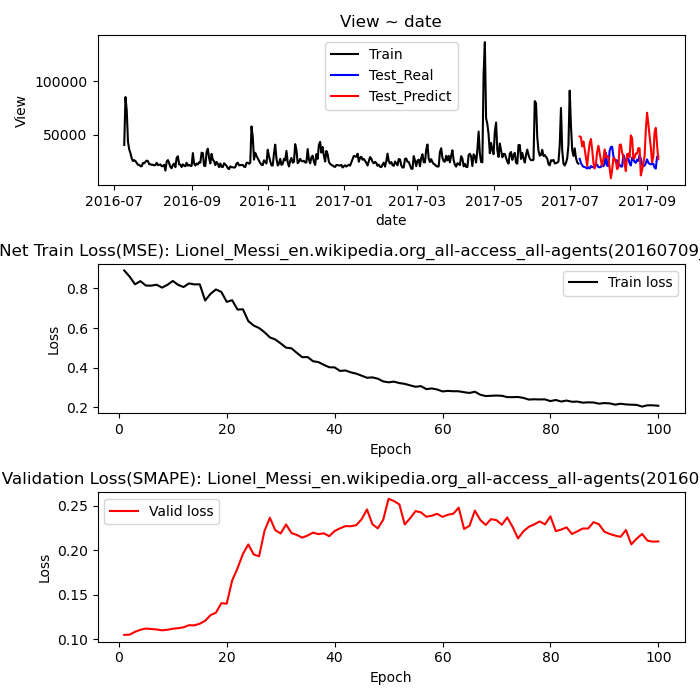 View ~ date
Train
Test_Real
Test_Predict
View
100000
50000
2016-07 2016-09 2016-11 2017-01 2017-03 2017-05 2017-07 2017-09
date
Net Train Loss(MSE): Lionel_Messi_en.wikipedia.org_all-access_all-agents(20160709_
Train loss
Loss
0.8
0.6
0.4
0.2
0 20 40 60 80 100
Epoch
Validation Loss(SMAPE): Lionel_Messi_en.wikipedia.org_all-access_all-agents(20160
Valid loss
Loss
0.25
0.20
0.15
0.10
0 20 40 60 80 100
Epoch